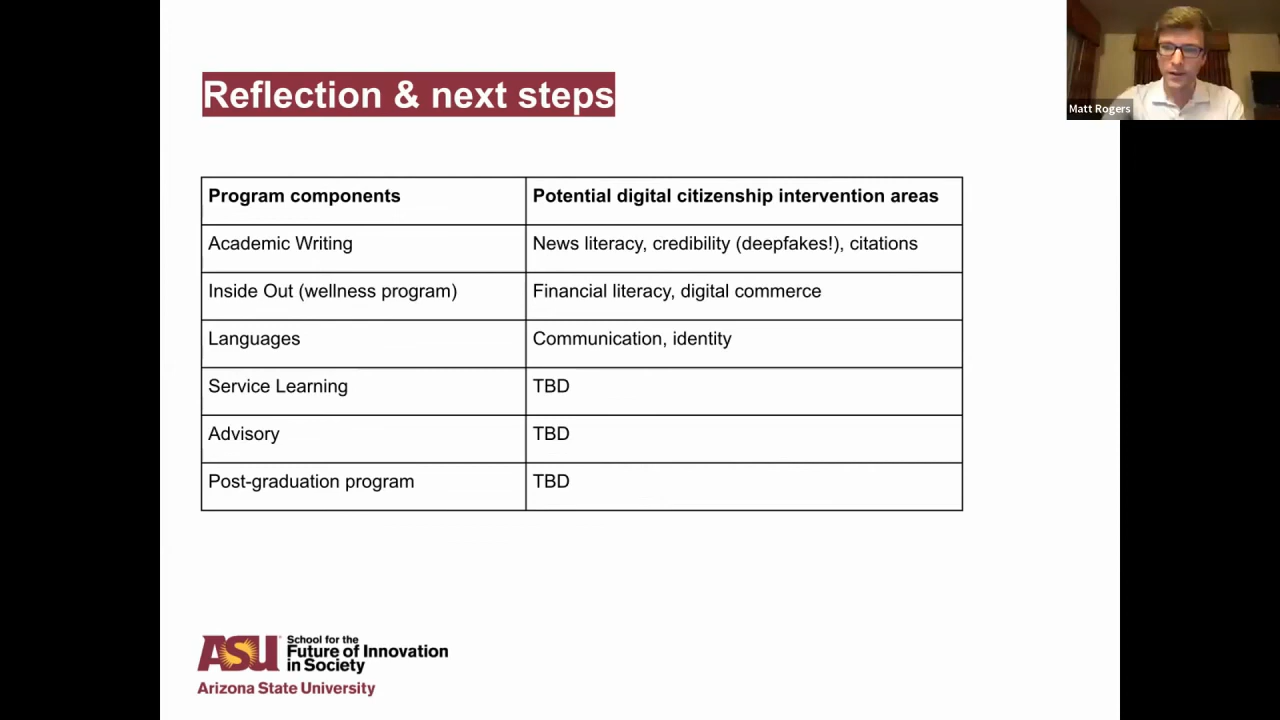 Reflection & next steps
Matt Rogers
Program components
Potential digital citizenship intervention areas
Academic Writing
News literacy, credibility (deepfakes!), citations
Inside Out (wellness program)
Financial literacy, digital commerce
Languages
Communication, identity
Service Learning
TBD
Advisory
TBD
Post-graduation program
TBD
ASU
School for the
Future of Innovation
in Society
Arizona State University